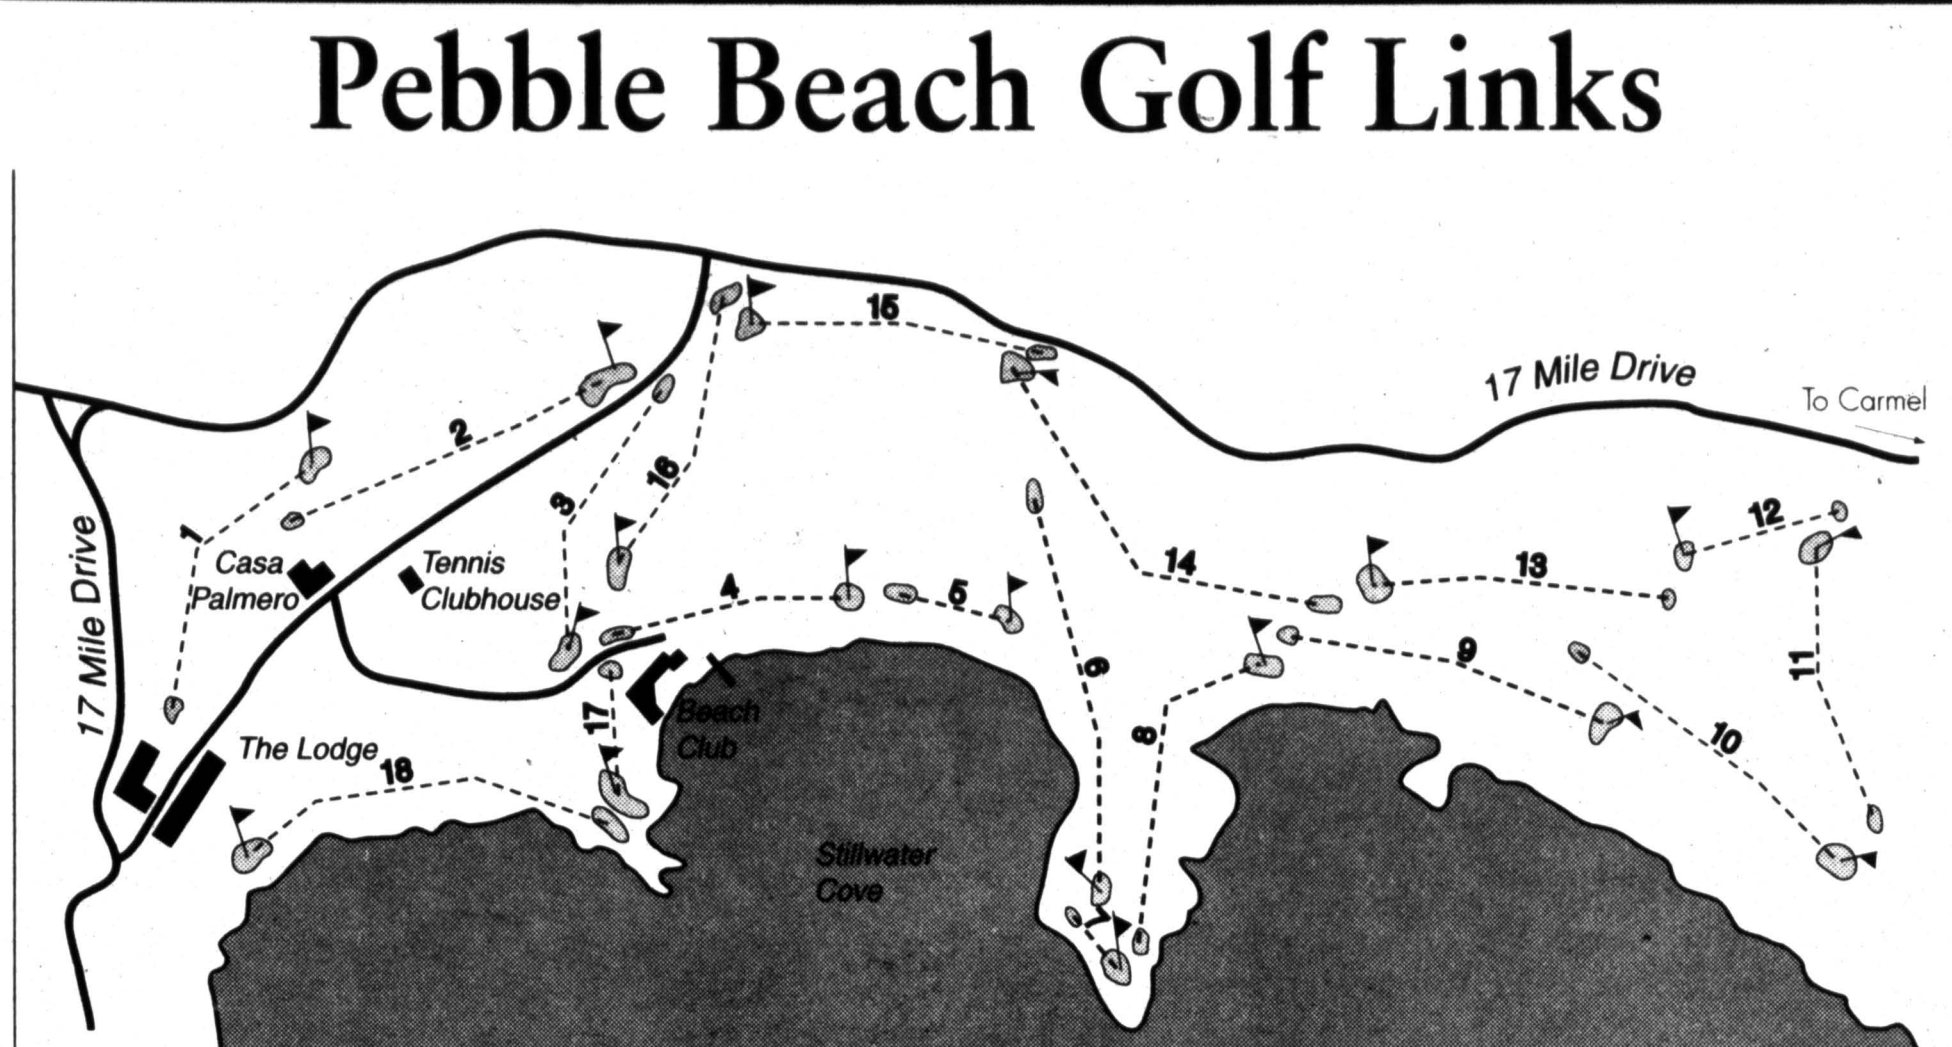 Pebble Beach Golf Links
15
17 Mile Drive
To Carmel
2
16
3
1
12
Casa
Palmero
Tennis
Clubhouse
17 Mile Drive
4
5
14
13
6
9
11
17
Beach
Club
8
10
The Lodge
18
Stillwater
Cove
7